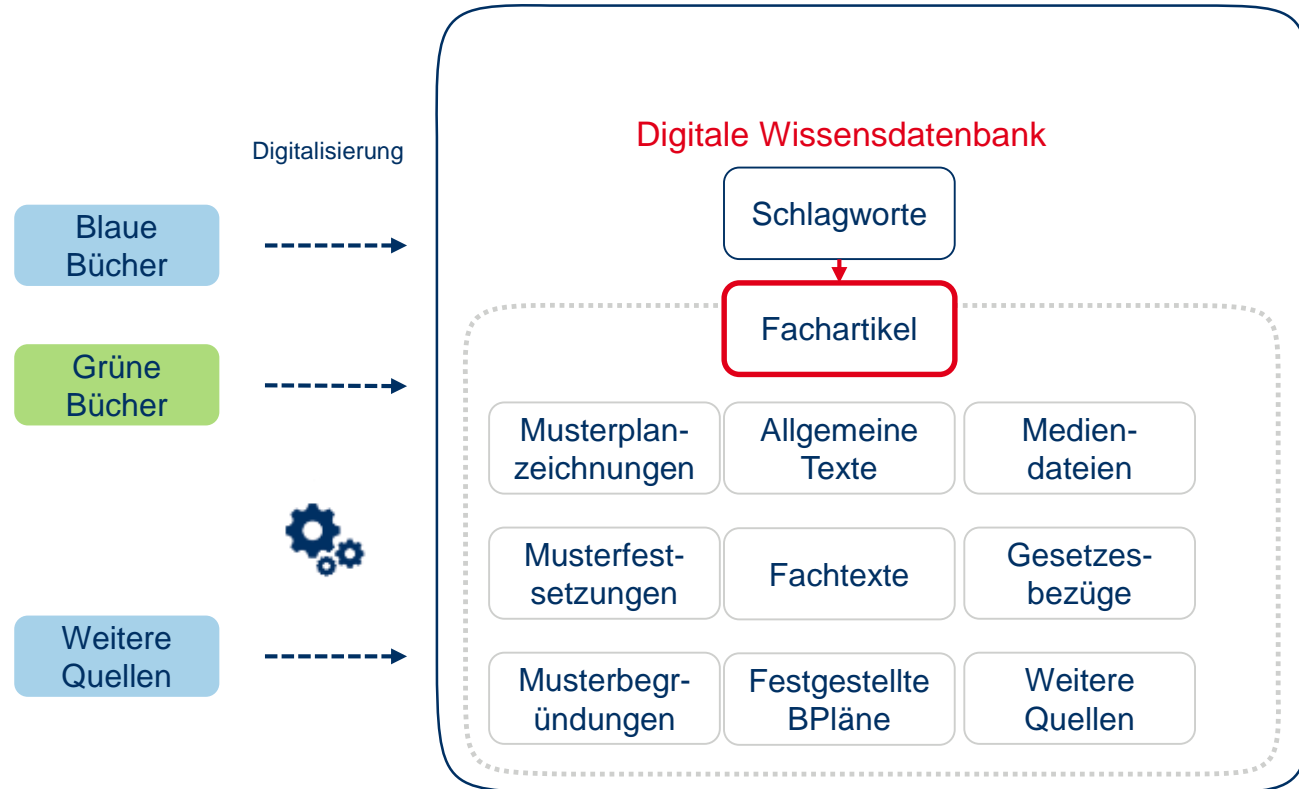 Digitalisierung
Blaue
Bücher
Grüne
Bücher
Weitere
Quellen
Digitale Wissensdatenbank
Schlagworte
Fachartikel
Musterplan-
zeichnungen
Allgemeine
Texte
Medien-
dateien
Musterfest-
setzungen
Fachtexte
Gesetzes-
bezüge
Musterbegr-
ündungen
Festgestellte
BPläne
Weitere
Quellen